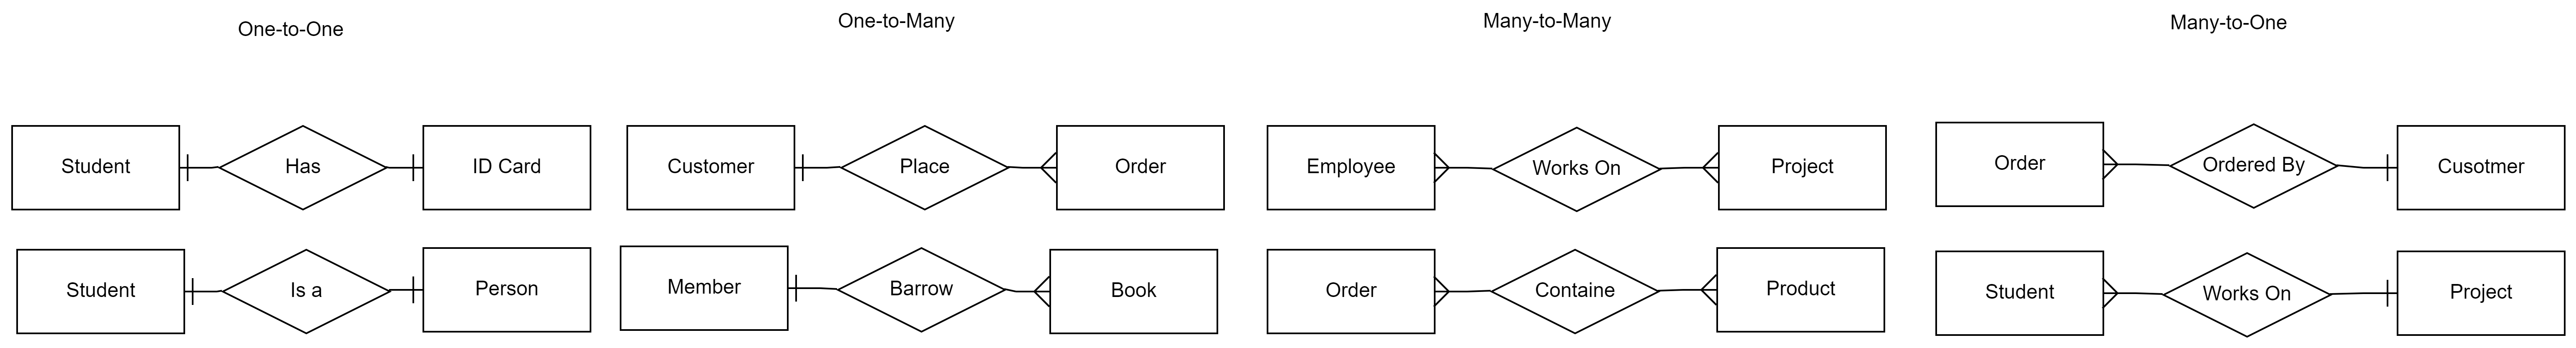 One-to-One
One-to-Many
Many-to-Many
Many-to-One
Student
Has
ID Card
Customer
Place
Order
Employee
Works On
Project
Order
Ordered By
Cusotmer
Student
Is a
Person
Member
Barrow
Book
Order
Containe
Product
Student
Works On
Project